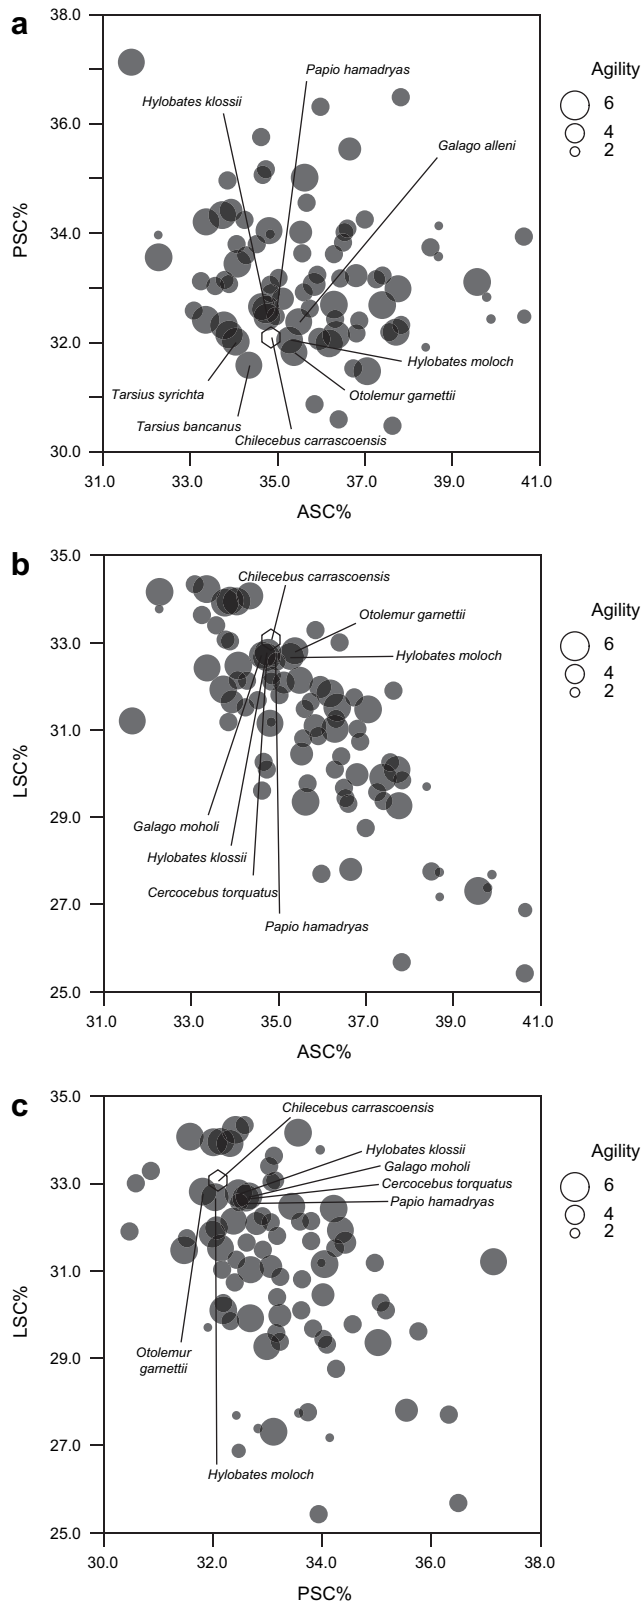 a
38.0
36.0
34.0
32.0
30.0
PSC%
31.0 33.0 35.0 37.0 39.0 41.0
ASC%
Papio hamadryas
Hylobates klossii
Galago alleni
Hylobates moloch
Otolemur garnettii
Tarsius syrichta
Tarsius bancanus
Chilecebus carrascoensis
Agility
6
4
2
b
35.0
33.0
31.0
29.0
27.0
25.0
LSC%
31.0 33.0 35.0 37.0 39.0 41.0
ASC%
Chilecebus carrascoensis
Otolemur garnettii
Hylobates moloch
Galago moholi
Hylobates klossii
Cercocebus torquatus
Papio hamadryas
Agility
6
4
2
c
35.0
33.0
31.0
29.0
27.0
25.0
LSC%
30.0 32.0 34.0 36.0 38.0
PSC%
Chilecebus carrascoensis
Hylobates klossii
Galago moholi
Cercocebus torquatus
Papio hamadryas
Otolemur
garnettii
Hylobates moloch
Agility
6
4
2